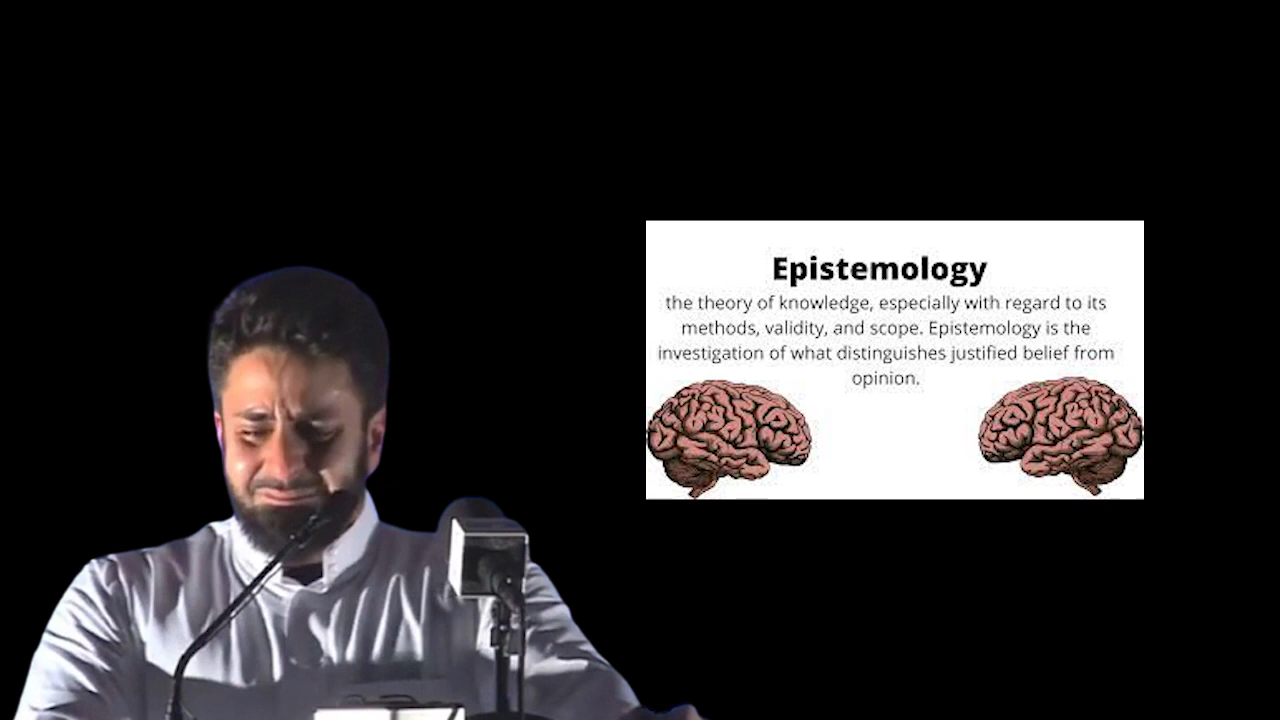 Epistemology
the theory of knowledge, especially with regard to its
methods, validity, and scope. Epistemology is the
investigation of what distinguishes justified belief from
opinion.